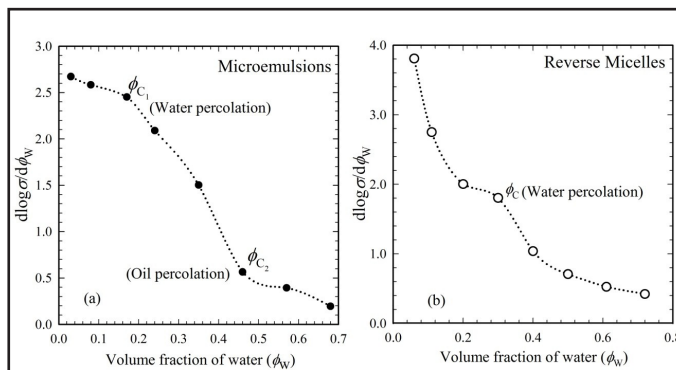 Microemulsions
3.0
2.5
2.0
1.5
1.0
0.5
0.0
ϕC1
(Water percolation)
ϕC2
(Oil percolation)
(a)
dlogσ/dϕW
0.0 0.1 0.2 0.3 0.4 0.5 0.6 0.7
Volume fraction of water (ϕW)
Reverse Micelles
4.0
3.0
2.0
1.0
0.0
ϕC (Water percolation)
(b)
dlogσ/dϕW
0.0 0.2 0.4 0.6 0.8
Volume fraction of water (ϕW)